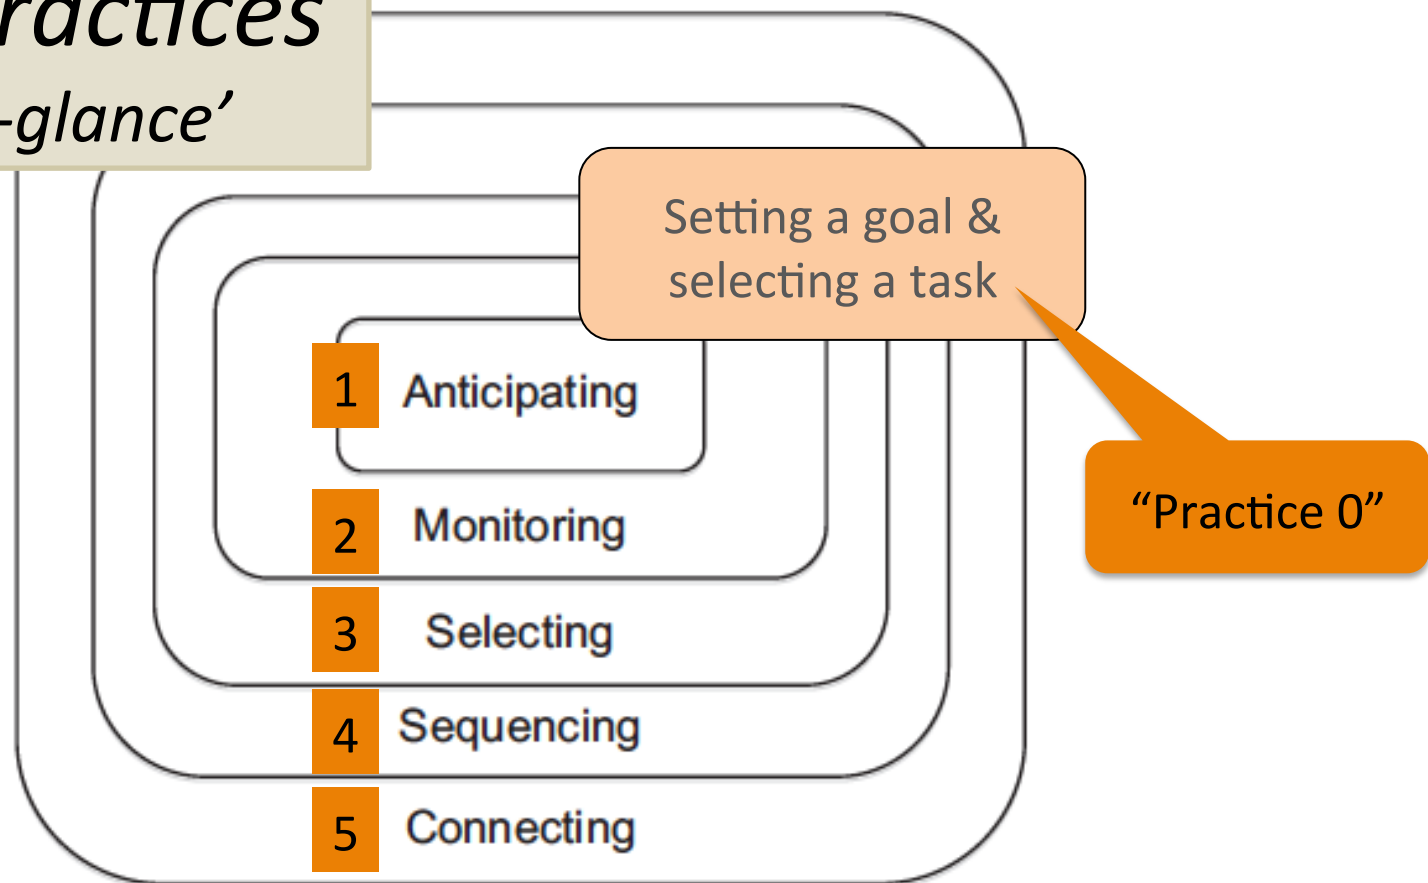 ractices
-glance’
Setting a goal &
selecting a task
1 Anticipating
“Practice 0”
2 Monitoring
3 Selecting
4 Sequencing
5 Connecting